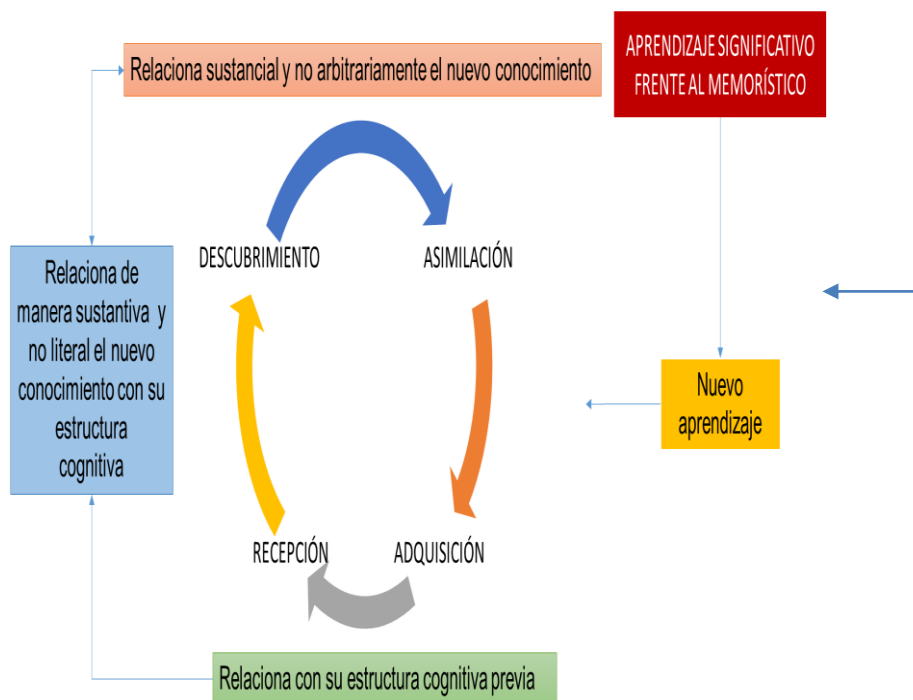 Relaciona sustancial y no arbitrariamente el nuevo conocimiento
APRENDIZAJE SIGNIFICATIVO
FRENTE AL MEMORÍSTICO
DESCUBRIMIENTO
ASIMILACIÓN
Relaciona de
manera sustantiva y
no literal el nuevo
conocimiento con su
estructura
cognitiva
Nuevo
aprendizaje
RECEPCIÓN
ADQUISICIÓN
Relaciona con su estructura cognitiva previa